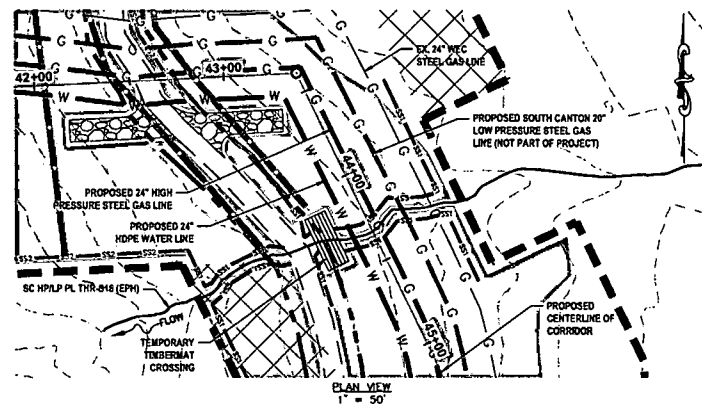 EX. 24" WEC
STEEL GAS LINE
42+00
43+00
PROPOSED SOUTH CANTON 20"
LOW PRESSURE STEEL GAS
LINE (NOT PART OF PROJECT)
44+00
PROPOSED 24" HIGH
PRESSURE STEEL GAS LINE
PROPOSED 24"
HDPE WATER LINE
SC HP/LP PL THR-S18 (EPH)
FLOW
TEMPORARY
TIMBERMAT
CROSSING
45+00
PROPOSED
CENTERLINE OF
CORRIDOR
PLAN VIEW
1" = 50'